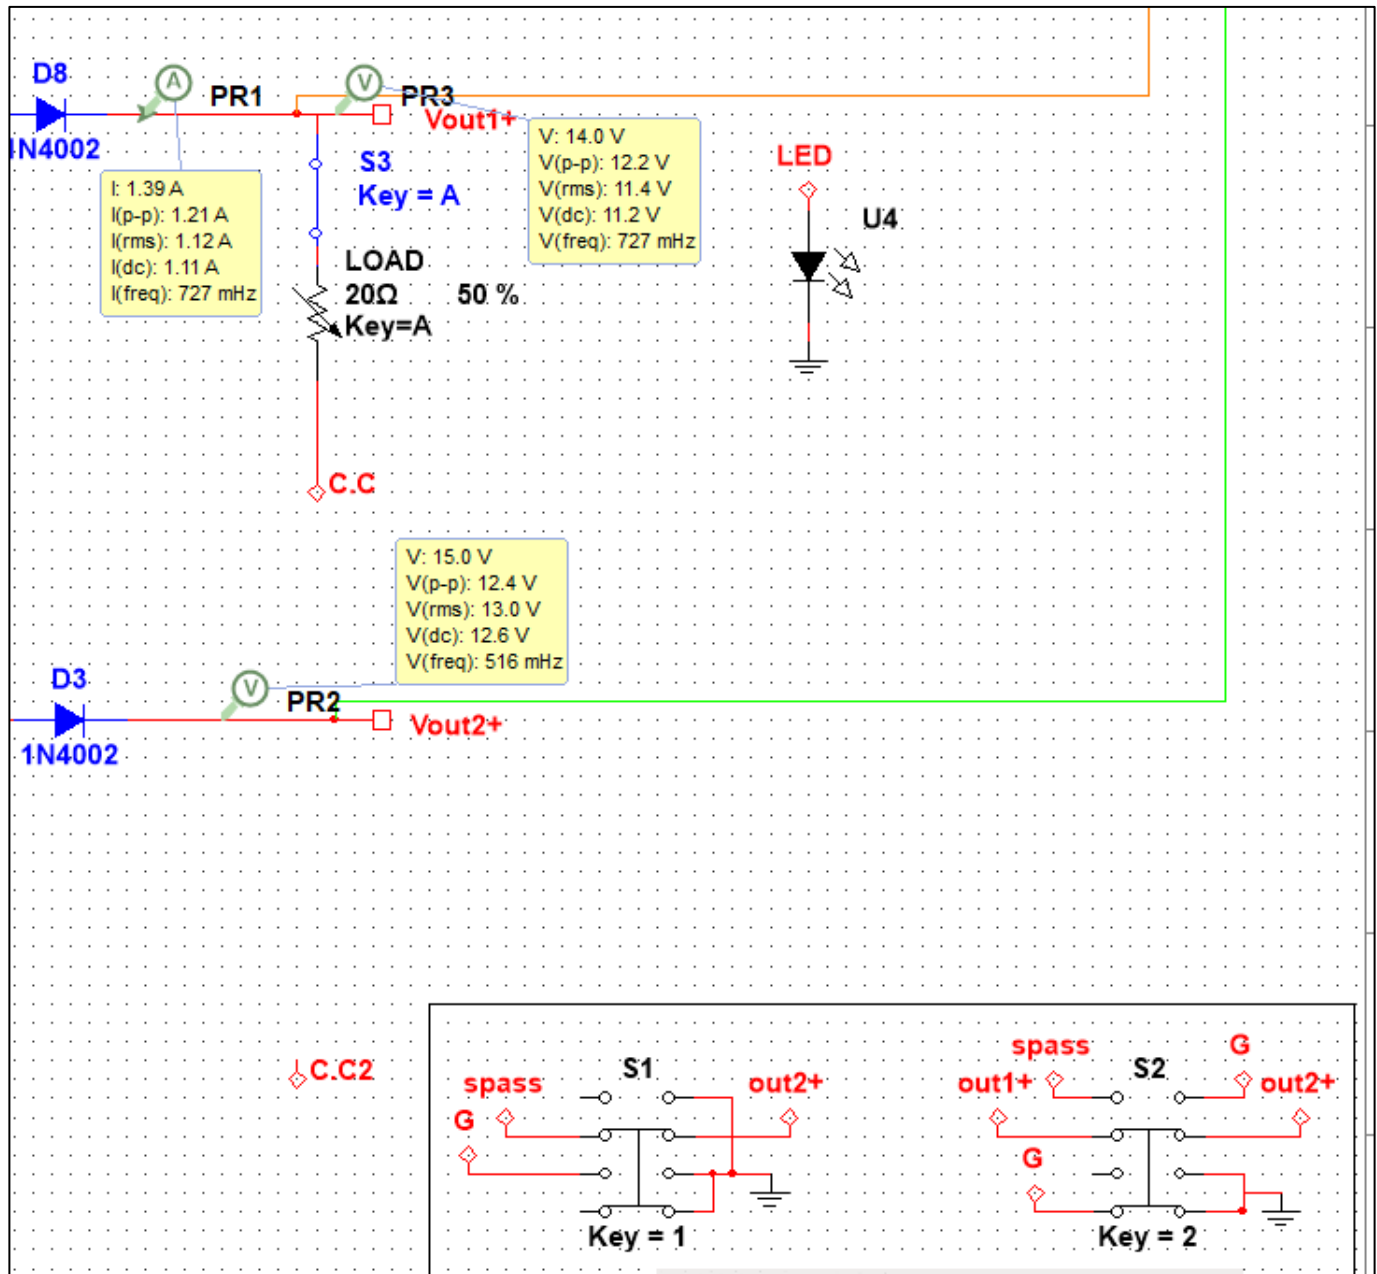 D8
1N4002
A
PR1
V
PR3
Vout1+
I: 1.39 A
I(p-p): 1.21 A
I(rms): 1.12 A
I(dc): 1.11 A
I(freq): 727 mHz
V: 14.0 V
V(p-p): 12.2 V
V(rms): 11.4 V
V(dc): 11.2 V
V(freq): 727 mHz
S3
Key = A
LOAD
20Ω 50 %
Key=A
C.C
LED
U4
V: 15.0 V
V(p-p): 12.4 V
V(rms): 13.0 V
V(dc): 12.6 V
V(freq): 516 mHz
D3
1N4002
V
PR2
Vout2+
C.C2
spass
S1
out2+
G
Key = 1
spass
S2
G
out1+
out2+
G
Key = 2